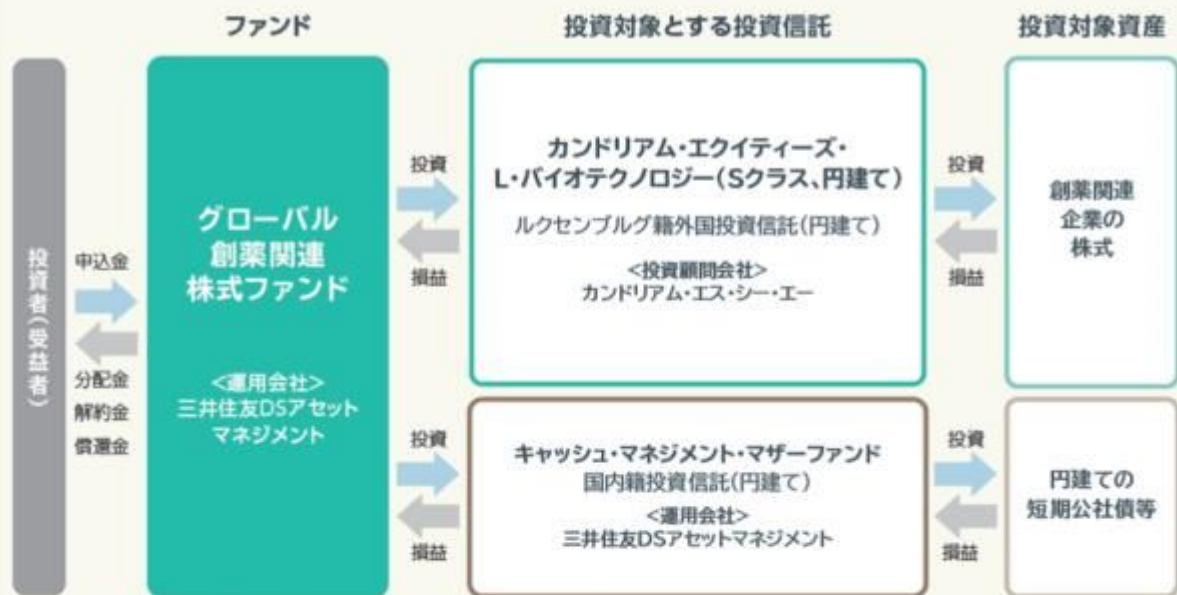 ファンド
投資対象とする投資信託
投資対象資産
投資者(受益者)
申込金
分配金
解約金
償還金
グローバル
創薬関連
株式ファンド
<運用会社>
三井住友DSアセット
マネジメント
投資
損益
カンドリアム・エクイティーズ・
L・バイオテクノロジー(Sクラス、円建て)
ルクセンブルグ籍外国投資信託(円建て)
<投資顧問会社>
カンドリアム・エス・シー・エー
投資
損益
創薬関連
企業の
株式
投資
損益
キャッシュ・マネジメント・マザーファンド
国内籍投資信託(円建て)
<運用会社>
三井住友DSアセットマネジメント
投資
損益
円建ての
短期公社債等